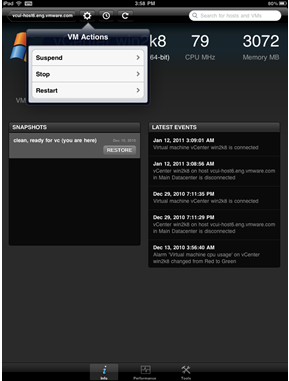 iPad
3:58 PM
93%
vcui-host6.eng.vmware.com
Search for hosts and VMs
VM Actions
Suspend
Stop
Restart
k8
79
3072
64-bit)
CPU MHz
Memory MB
VM
SNAPSHOTS
clean, ready for vc (you are here)
RESTORE
LATEST EVENTS
Jan 12, 2011 3:09:01 AM
Virtual machine vCenter win2k8 is connected
Jan 12, 2011 3:08:56 AM
vCenter win2k8 on host vcui-host6.eng.vmware.com
in Main Datacenter is disconnected
Dec 29, 2010 7:11:35 PM
Virtual machine vCenter win2k8 is connected
Dec 29, 2010 7:11:29 PM
vCenter win2k8 on host vcui-host6.eng.vmware.com
in Main Datacenter is disconnected
Dec 13, 2010 3:56:40 AM
Alarm 'Virtual machine cpu usage' on vCenter
win2k8 changed from Red to Green
Info
Performance
Tools